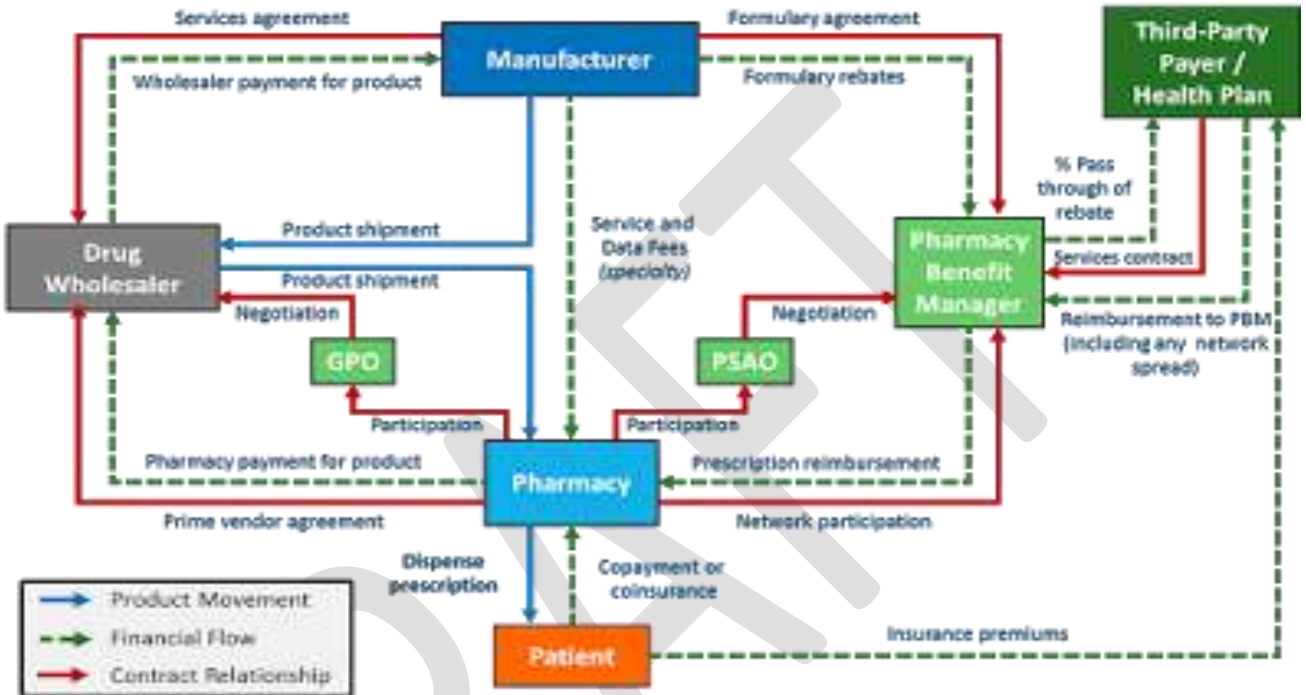 Services agreement
Formulary agreement
Manufacturer
Wholesaler payment for product
Formulary rebates
Third-Party
Payer /
Health Plan
% Pass
through of
rebate
Product shipment
Service and
Data Fees
(specialty)
Drug
Wholesaler
Product shipment
Pharmacy
Benefit
Manager
Services contract
Negotiation
Negotiation
Reimbursement to PBM
(including any network
spread)
GPO
PSAO
Participation
Participation
Pharmacy payment for product
Pharmacy
Prescription reimbursement
Prime vendor agreement
Network participation
Dispense
prescription
Copayment or
coinsurance
Product Movement
Financial Flow
Contract Relationship
Patient
Insurance premiums
DRAFT